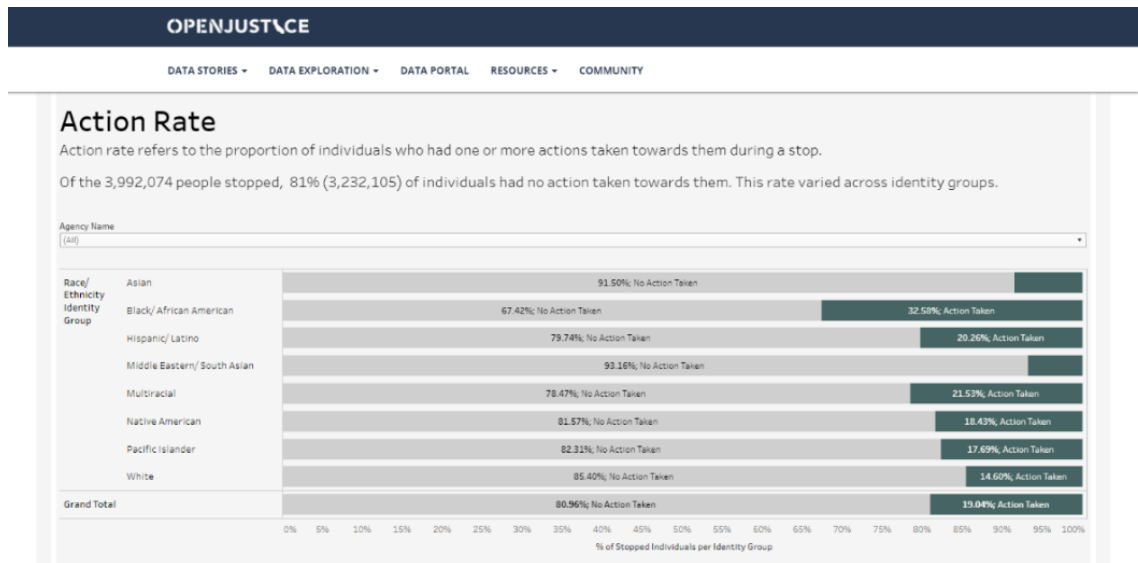 OPENJUSTICE
DATA STORIES DATA EXPLORATION DATA PORTAL RESOURCES COMMUNITY
Action Rate
Action rate refers to the proportion of individuals who had one or more actions taken towards them during a stop.
Of the 3,992,074 people stopped, 81% (3,232,105) of individuals had no action taken towards them. This rate varied across identity groups.
Agency Name
(All)
Race/
Ethnicity
Identity
Group
Asian 91.50%; No Action Taken
Black/ African American 67.42%; No Action Taken 32.58%; Action Taken
Hispanic/ Latino 79.74%; No Action Taken 20.26%; Action Taken
Middle Eastern/ South Asian 93.16%; No Action Taken
Multiracial 78.47%; No Action Taken 21.53%; Action Taken
Native American 81.57%; No Action Taken 18.43%; Action Taken
Pacific Islander 82.31%; No Action Taken 17.69%; Action Taken
White 85.40%; No Action Taken 14.60%; Action Taken
Grand Total 80.96%; No Action Taken 19.04%; Action Taken
0% 5% 10% 15% 20% 25% 30% 35% 40% 45% 50% 55% 60% 65% 70% 75% 80% 85% 90% 95% 100%
% of Stopped Individuals per Identity Group